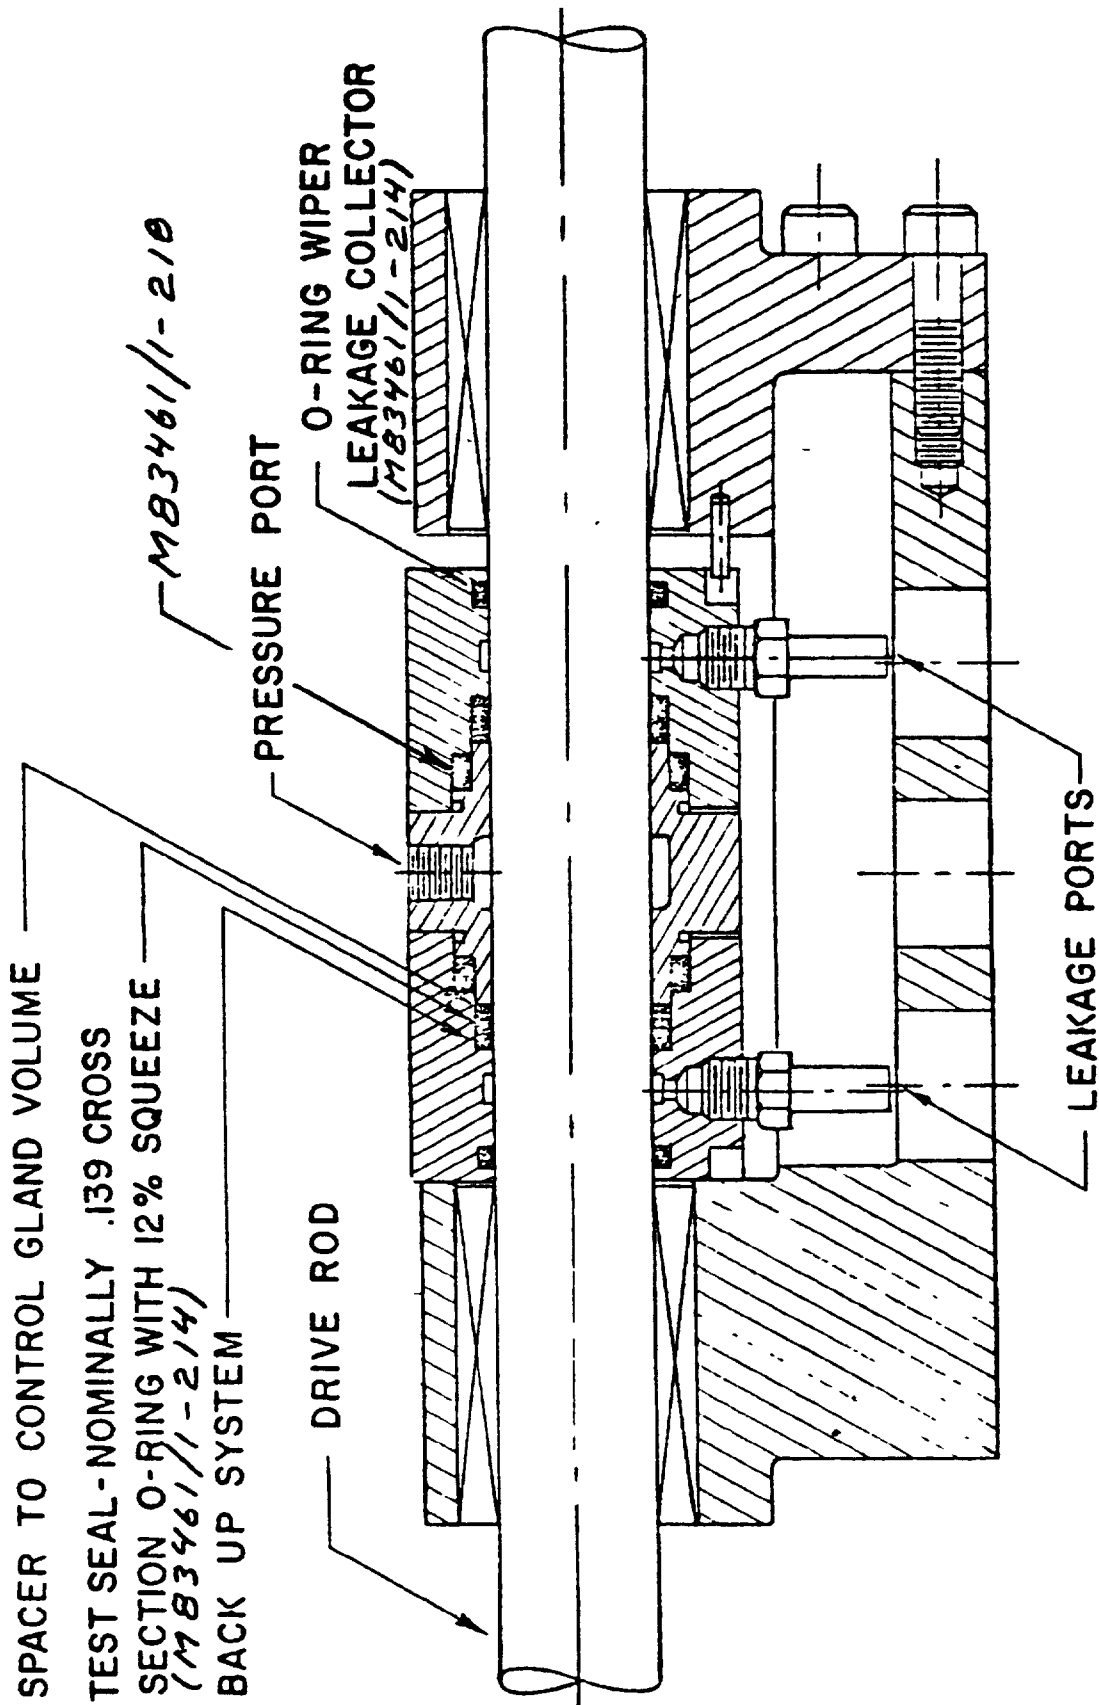 SPACER TO CONTROL GLAND VOLUME
TEST SEAL-NOMINALLY .139 CROSS
SECTION O-RING WITH 12% SQUEEZE
(M83461/1-214)
BACK UP SYSTEM
DRIVE ROD
M83461/1-218
PRESSURE PORT
O-RING WIPER
LEAKAGE COLLECTOR
(M83461/1-214)
LEAKAGE PORTS